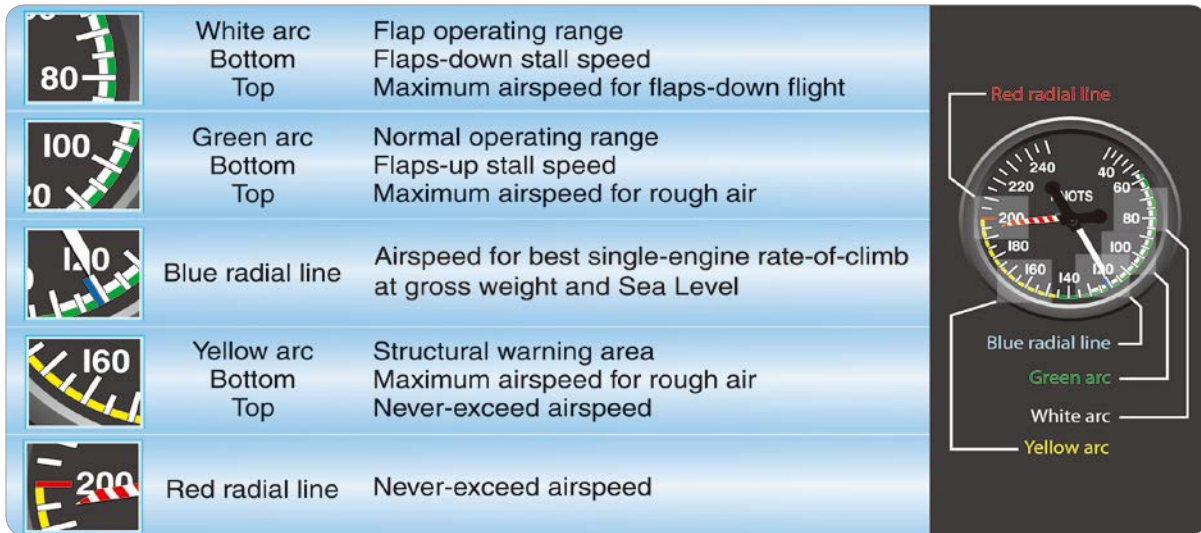 80
White arc Flap operating range
Bottom Flaps-down stall speed
Top Maximum airspeed for flaps-down flight
100
20
Green arc Normal operating range
Bottom Flaps-up stall speed
Top Maximum airspeed for rough air
120
Blue radial line Airspeed for best single-engine rate-of-climb
at gross weight and Sea Level
160
Yellow arc Structural warning area
Bottom Maximum airspeed for rough air
Top Never-exceed airspeed
200
Red radial line Never-exceed airspeed
Red radial line
240 40
220 60
NOTS
200 80
180 100
160 140 120
Blue radial line
Green arc
White arc
Yellow arc